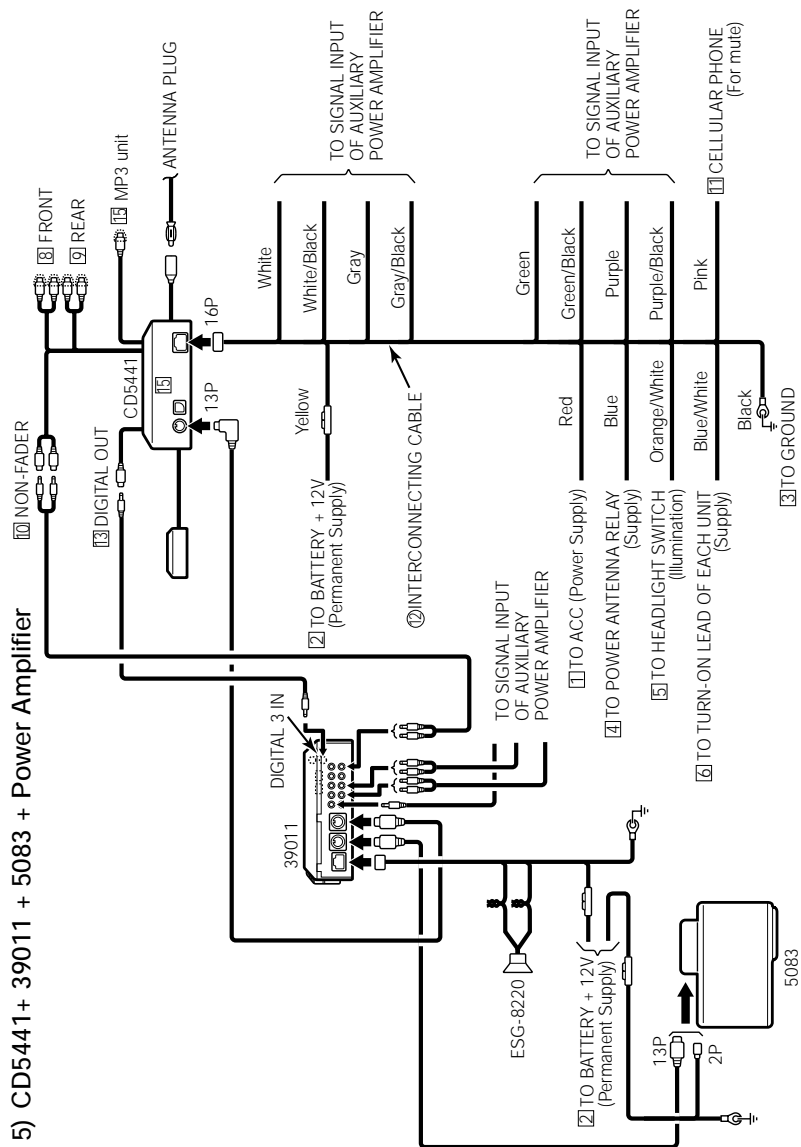 5) CD5441+ 39011 + 5083 + Power Amplifier
10 NON-FADER
8 FRONT
9 REAR
13 DIGITAL OUT
15 MP3 unit
CD5441
15
ANTENNA PLUG
13P
16P
DIGITAL 3 IN
39011
White
White/Black
Gray
Gray/Black
TO SIGNAL INPUT
OF AUXILIARY
POWER AMPLIFIER
Yellow
2 TO BATTERY + 12V
(Permanent Supply)
⑫INTERCONNECTING CABLE
TO SIGNAL INPUT
OF AUXILIARY
POWER AMPLIFIER
Green
Green/Black
Purple
Purple/Black
TO SIGNAL INPUT
OF AUXILIARY
POWER AMPLIFIER
Pink
11 CELLULAR PHONE
(For mute)
Red
1 TO ACC (Power Supply)
Blue
4 TO POWER ANTENNA RELAY
(Supply)
Orange/White
5 TO HEADLIGHT SWITCH
(Illumination)
Blue/White
6 TO TURN-ON LEAD OF EACH UNIT
(Supply)
Black
3 TO GROUND
ESG-8220
2 TO BATTERY + 12V
(Permanent Supply)
13P
2P
5083